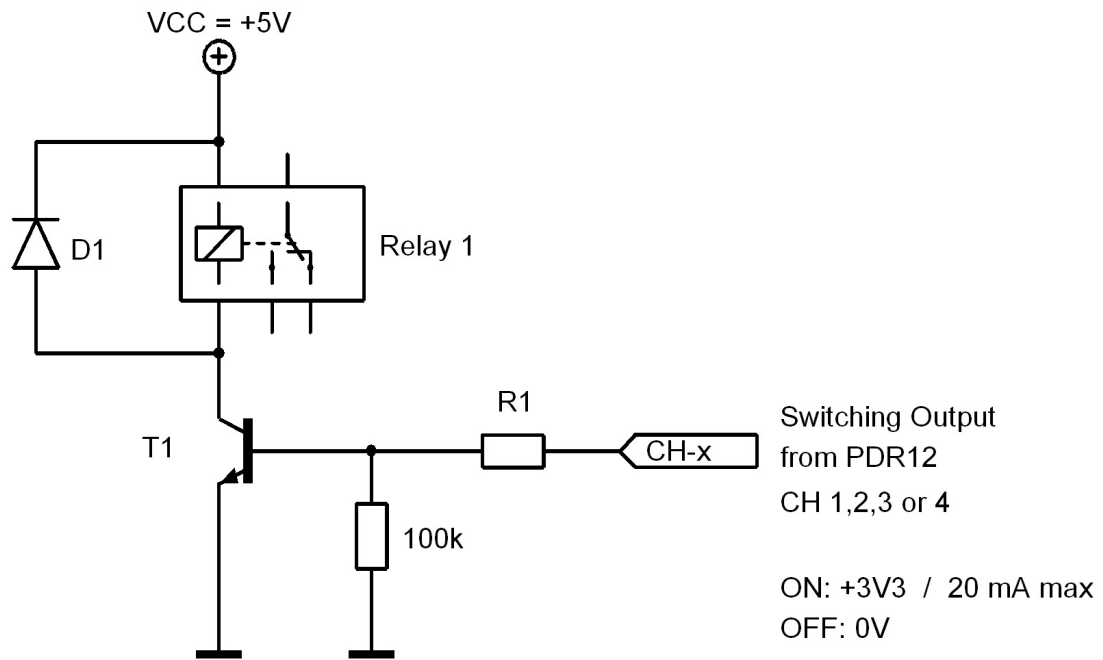 VCC = +5V
D1
Relay 1
T1
R1
CH-x
100k
Switching Output
from PDR12
CH 1,2,3 or 4
ON: +3V3 / 20 mA max
OFF: 0V